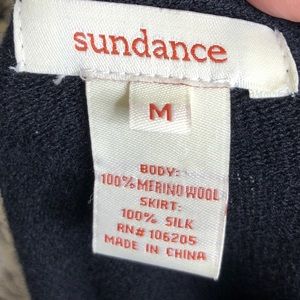 sundance
M
BODY:
100% MERINO WOOL
SKIRT:
100% SILK
RN# 106205
MADE IN CHINA